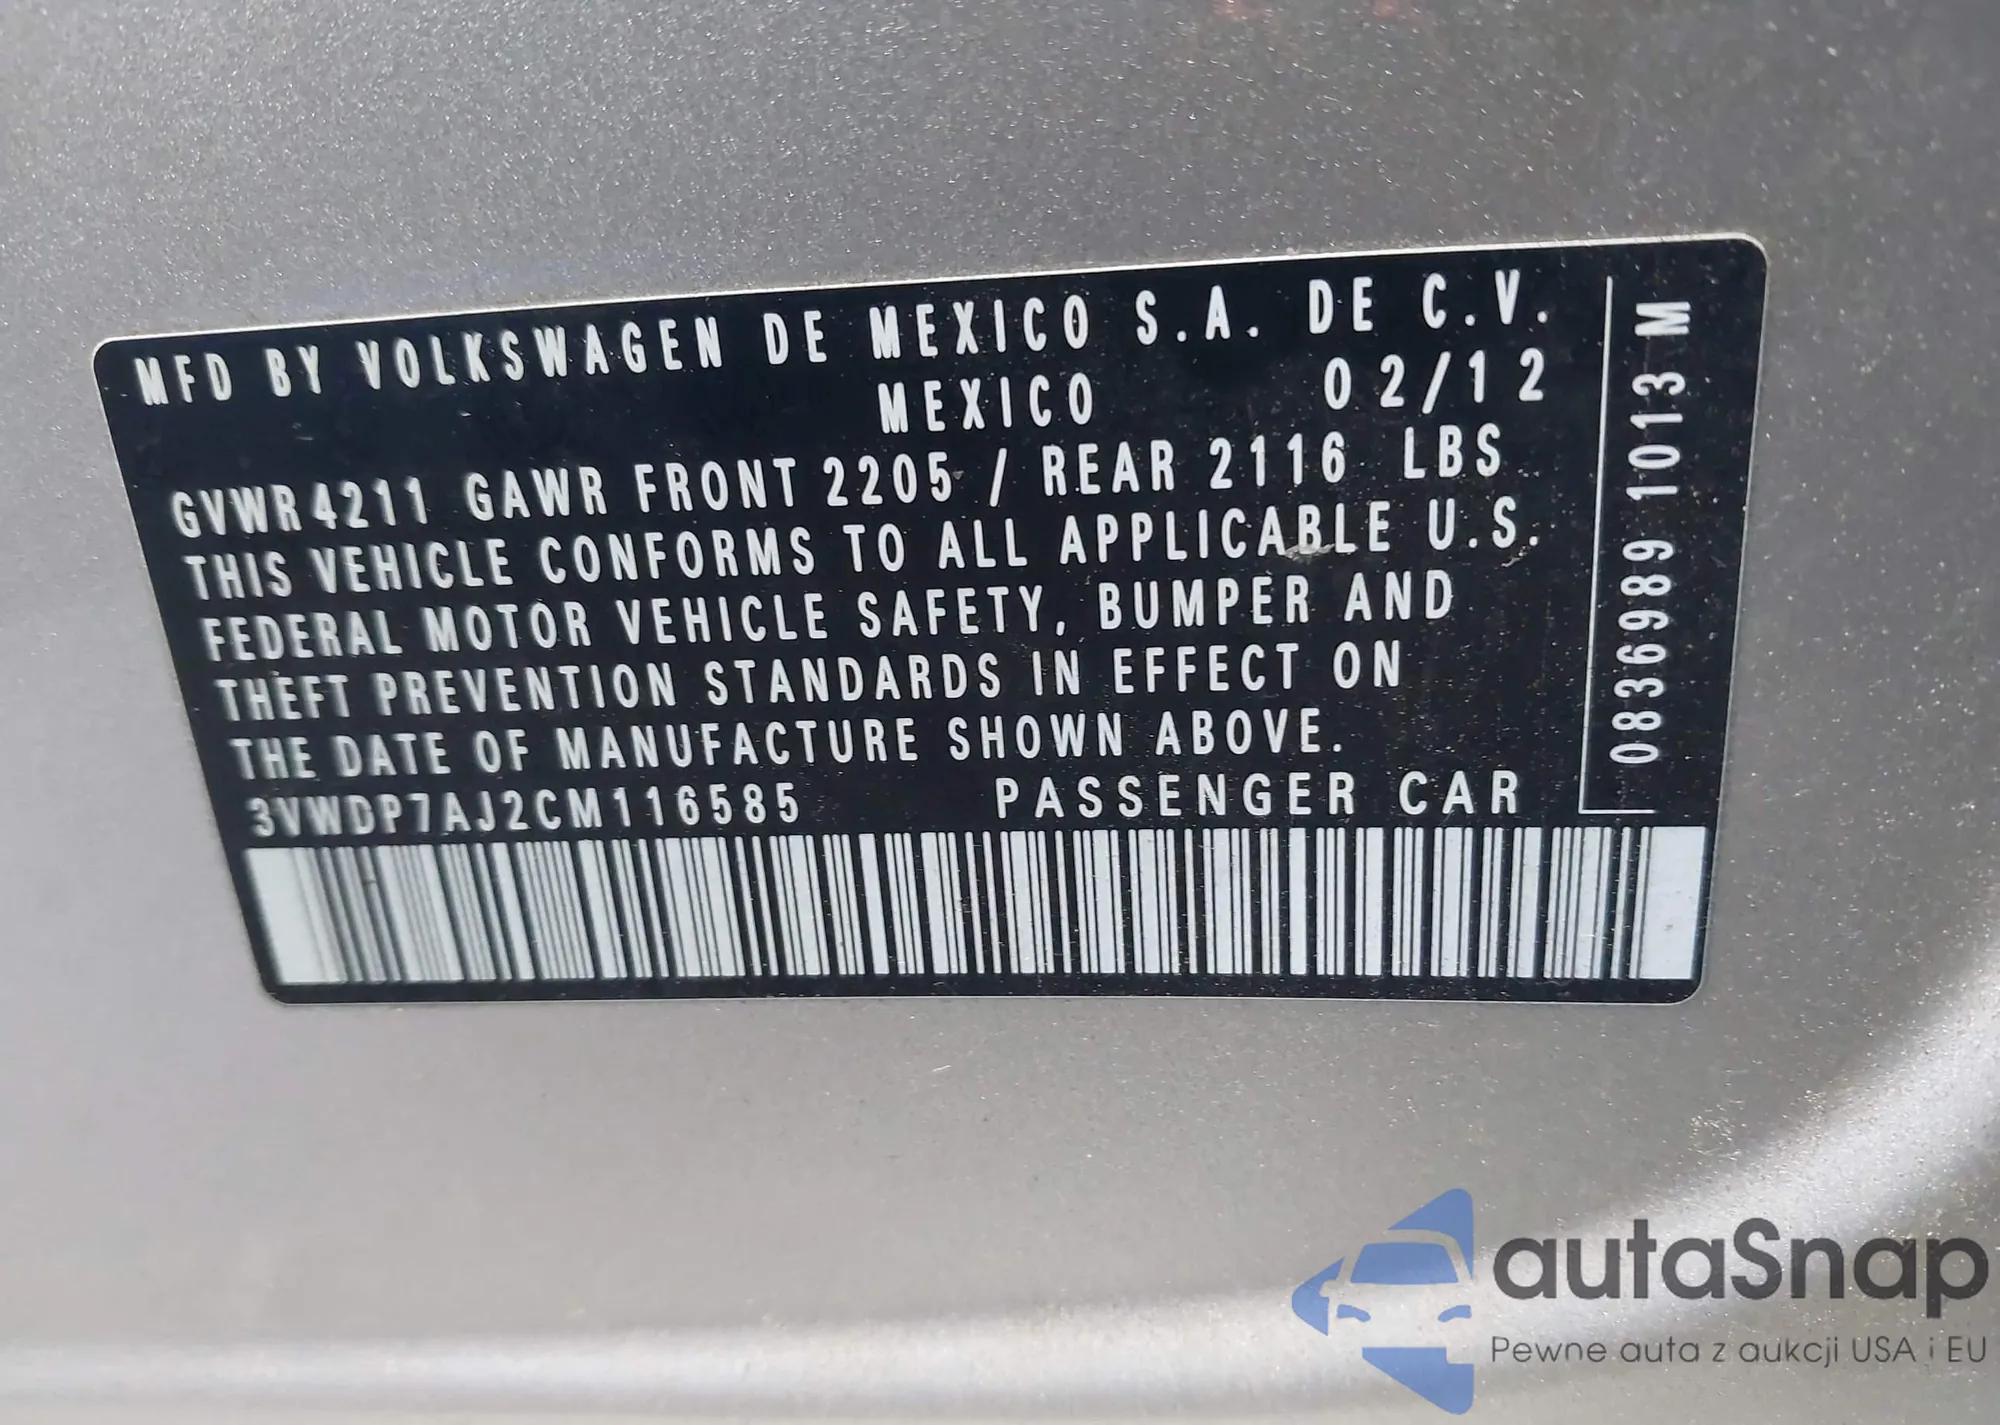 MFD BY VOLKSWAGEN DE MEXICO S.A. DE C.V.
MEXICO 02/12
GVWR 4211 GAWR FRONT 2205 / REAR 2116 LBS
THIS VEHICLE CONFORMS TO ALL APPLICABLE U.S.
FEDERAL MOTOR VEHICLE SAFETY, BUMPER AND
THEFT PREVENTION STANDARDS IN EFFECT ON
THE DATE OF MANUFACTURE SHOWN ABOVE.
3VWDP7AJ2CM116585 PASSENGER CAR
0836989 1013 M
autaSnap
Pewne auta z aukcji USA i EU